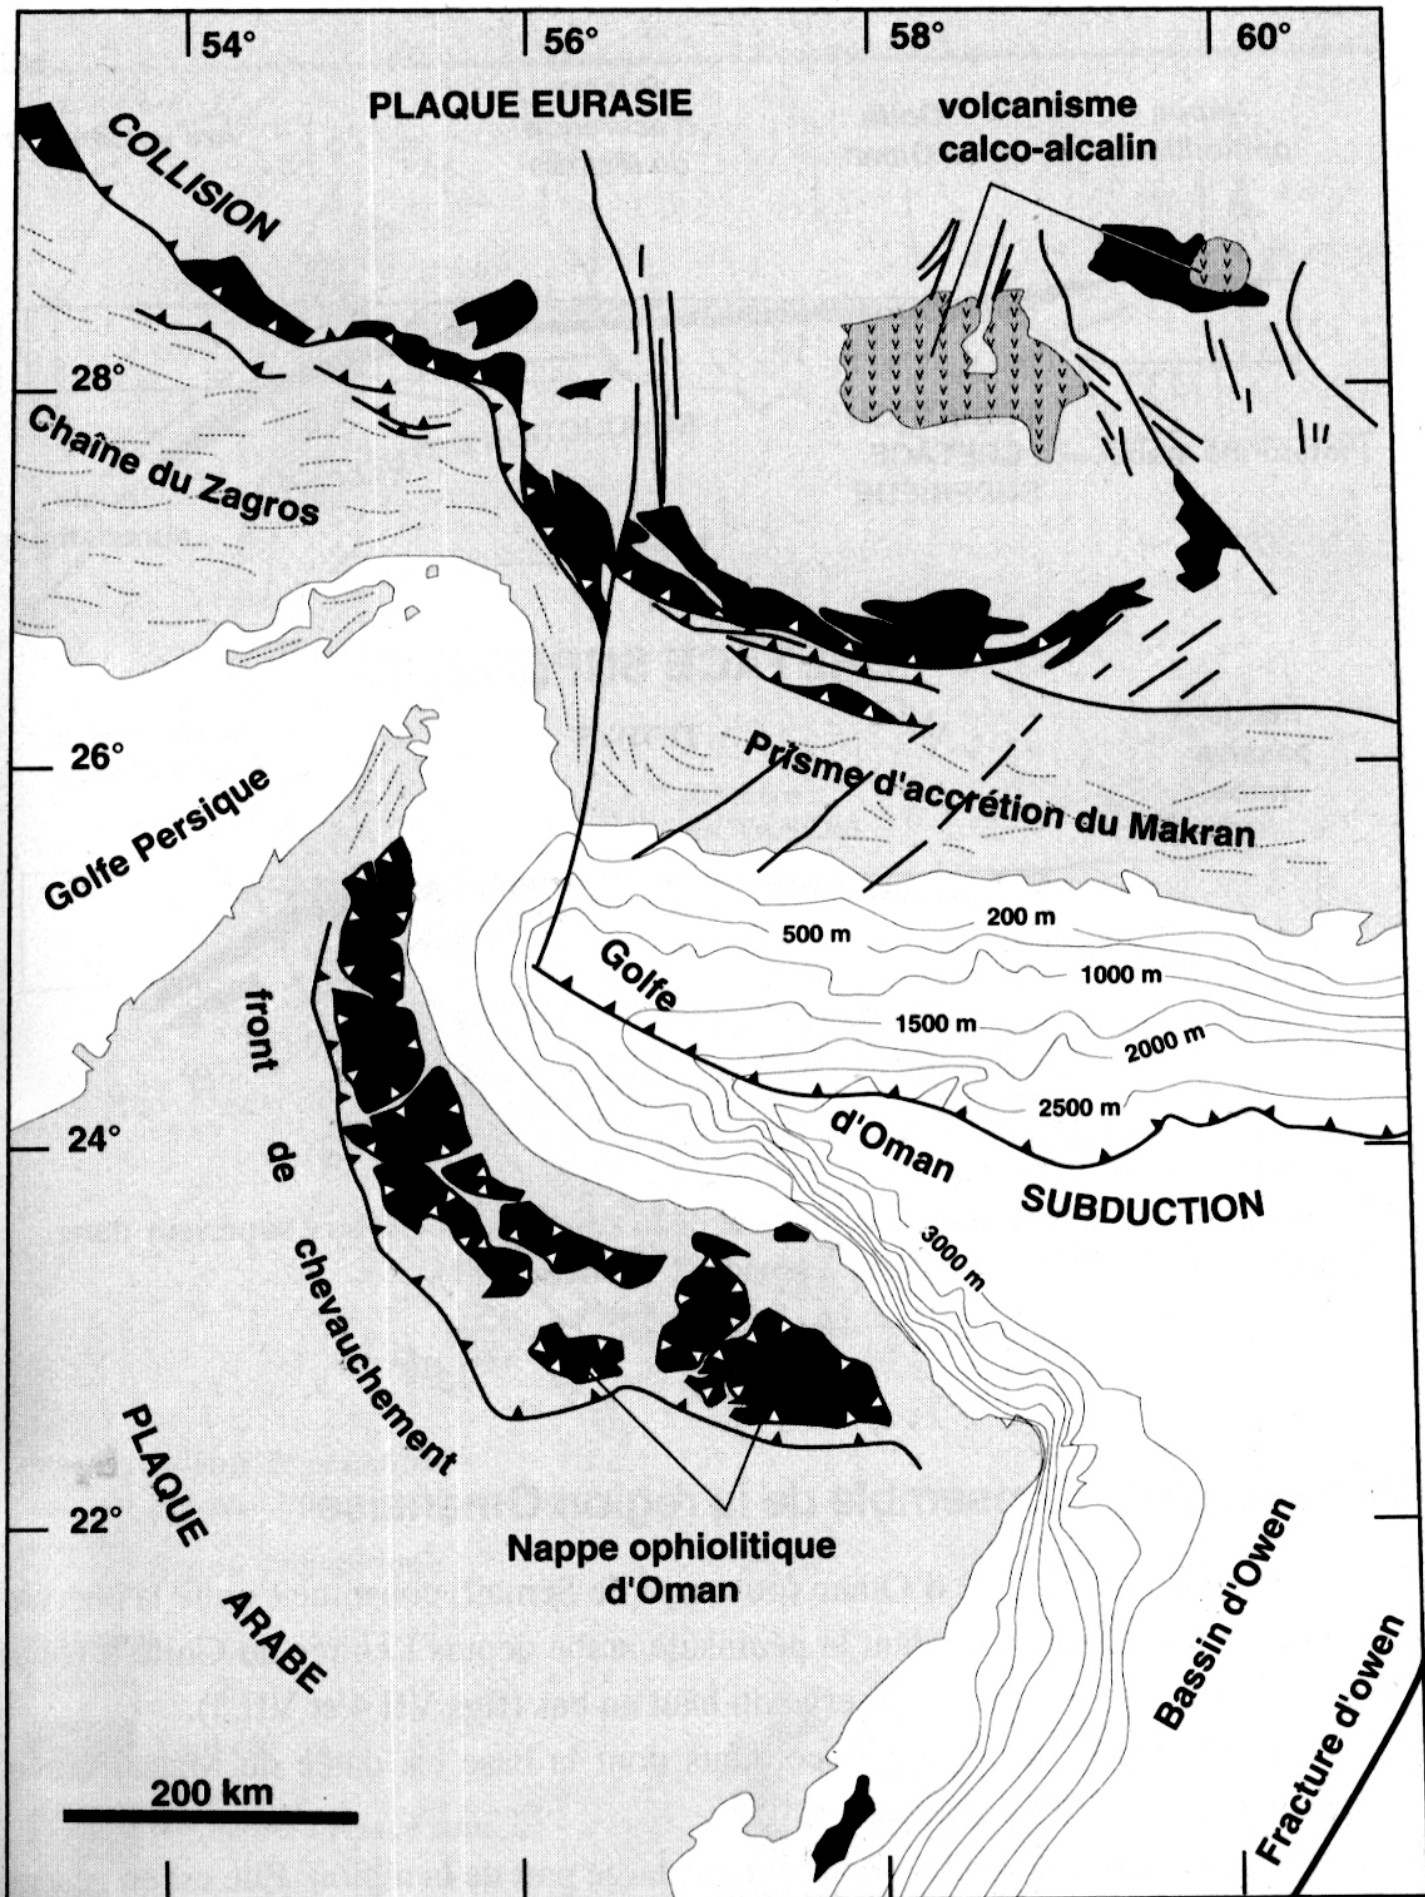 54°
56°
58°
60°
PLAQUE EURASIE
volcanisme
calco-alcalin
COLLISION
28°
Chaîne du Zagros
26°
Golfe Persique
Prisme d'accrétion du Makran
200 m
500 m
1000 m
1500 m
2000 m
2500 m
3000 m
Golfe
d'Oman
SUBDUCTION
24°
front
de
chevauchement
22°
PLAQUE
ARABE
Nappe ophiolitique
d'Oman
Bassin d'Owen
Fracture d'owen
200 km